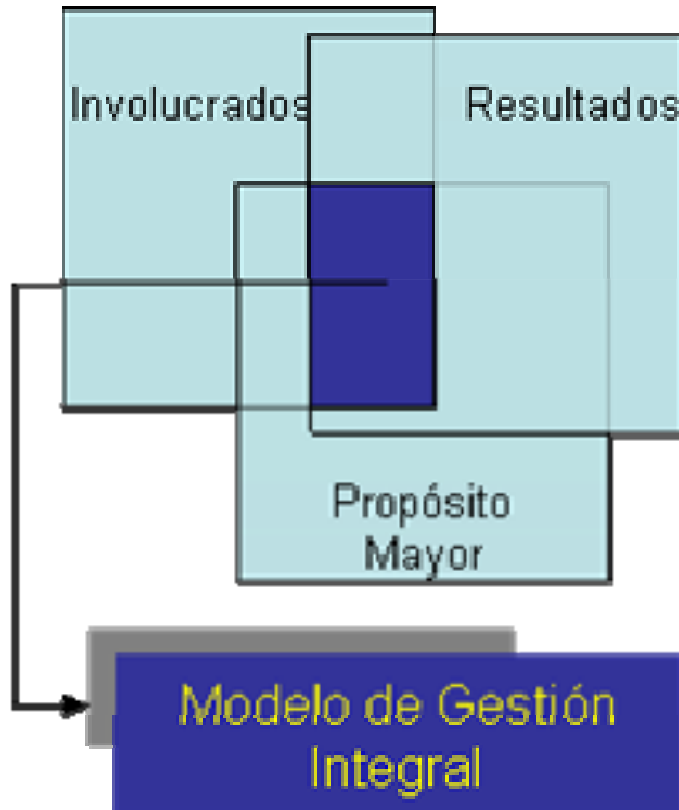 Involucrados
Resultados
Propósito
Mayor
Modelo de Gestión
Integral